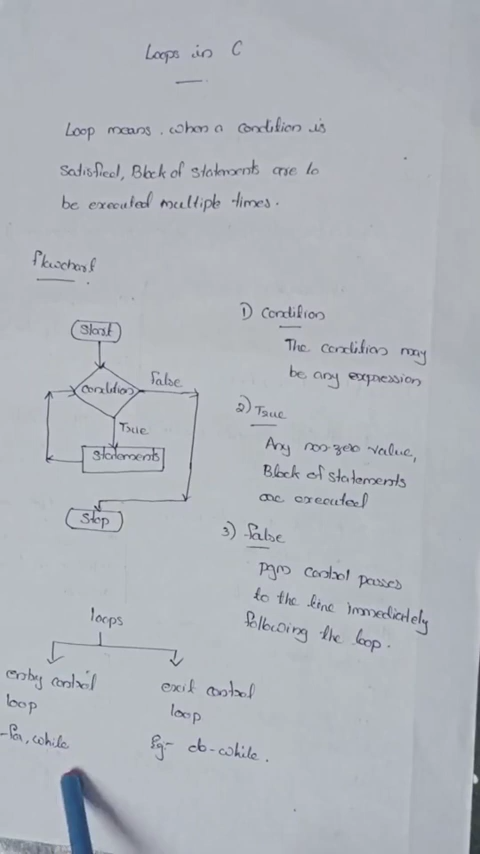 Loops in C
Loop means, when a condition is
satisfied, Block of statements are to
be executed multiple times.
flowchart
Start
condition
False
True
statements
Stop
1) Condition
The condition may
be any expression
2) True
Any non-zero value,
Block of statements
are executed
3) false
pgm control passes
to the line immediately
following the loop.
loops
entry control
loop
-for, while
exit control
loop
Eg- do-while.